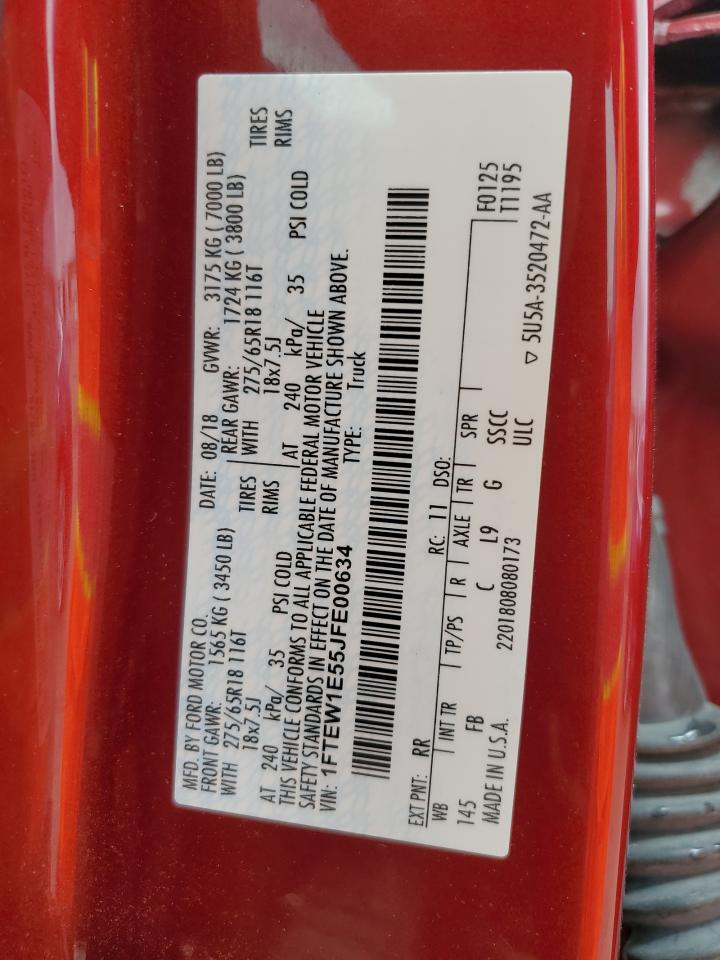 MFD. BY FORD MOTOR CO.
DATE: 08/18 GVWR: 3175 KG ( 7000 LB)
FRONT GAWR: 1565 KG ( 3450 LB)
REAR GAWR: 1724 KG ( 3800 LB)
WITH 275/65R18 116T TIRES
WITH 275/65R18 116T TIRES
18x7.5J RIMS
18x7.5J RIMS
AT 240 kPa/ 35 PSI COLD
AT 240 kPa/ 35 PSI COLD
THIS VEHICLE CONFORMS TO ALL APPLICABLE FEDERAL MOTOR VEHICLE
SAFETY STANDARDS IN EFFECT ON THE DATE OF MANUFACTURE SHOWN ABOVE.
VIN: 1FTEW1E55JFE00634 TYPE: Truck
EXT PNT: RR RC: 11 DSO:
WB INT TR TP/PS R AXLE TR SPR
F0125
T1195
145 FB C L9 G SSCC
ULC
MADE IN U.S.A. 2201808080173
▽ 5U5A-3520472-AA